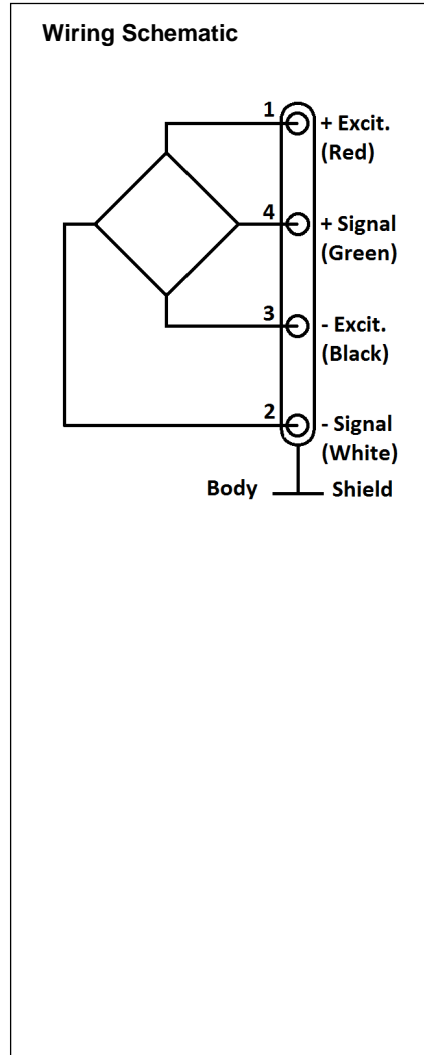 Wiring Schematic
1
+ Excit.
(Red)
4
+ Signal
(Green)
3
- Excit.
(Black)
2
- Signal
(White)
Body
Shield